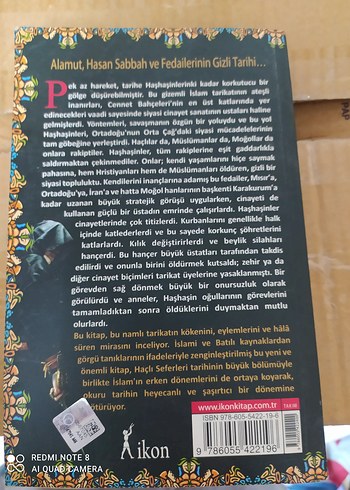 Alamut, Hasan Sabbah ve Fedailerinin Gizli Tarihi…
Pek az hareket, tarihe Haşhaşinlerinki kadar korkutucu bir
gölge düşürebilmiştir. Bu gizemli İslam tarikatının ateşli
inanırları, Cennet Bahçeleri'nin en üst katlarında yer
edinecekleri vaadi sayesinde siyasi cinayet sanatının ustaları haline
gelmişlerdi. Yöntemleri, savaşmanın özgün bir yoluydu ve bu yol
Haşhaşinleri, Ortadoğu'nun Orta Çağ'daki siyasi mücadelelerinin
tam göbeğine yerleştirdi. Haçlılar da, Müslümanlar da, Moğollar da
onlara rakiptiler. Haşhaşinler, tüm rakiplerine eşit gaddarlıkla
saldırmaktan çekinmediler. Onlar; kendi yaşamlarını hiçe saymak
pahasına, hem Hristiyanları hem de Müslümanları öldüren, gizli bir
siyasi topluluktu. Kendilerini inançlarına adamış bu fedailer, Mısır'a,
Ortadoğu'ya, İran'a ve hatta Moğol hanlarının başkenti Karakurum'a
kadar uzanan büyük stratejik görüşü uygularken, cinayeti de
kullanan güçlü bir üstadın emrinde çalışırlardı. Haşhaşinler
cinayetlerinde çok titizlerdi. Kurbanlarını genellikle halk
içinde katlederlerdi ve bu sayede korkunç şöhretlerini
katlarlardı. Kılık değiştirirlerdi ve beylik silahları
hançerdi. Bu hançer büyük üstatları tarafından takdis
edilirdi ve onunla birini öldürmek kutsaldı; zehir ya da
diğer cinayet biçimleri tarikat üyelerine yasaklanmıştı. Bir
görevden sağ dönmek büyük bir onursuzluk olarak
görülürdü ve anneler, Haşhaşin oğullarının görevlerini
tamamladıktan sonra öldüklerini duymaktan mutlu
olurlardı.
Bu kitap, bu namlı tarikatın kökenini, eylemlerini ve hâlâ
süren mirasını inceliyor. İslami ve Batılı kaynaklardan
görgü tanıklarının ifadeleriyle zenginleştirilmiş bu yeni ve
önemli kitap, Haçlı Seferleri tarihinin büyük bölümüyle
birlikte İslam'ın erken dönemlerini de ortaya koyarak,
okuru tarihin heyecanlı ve şaşırtıcı bir dönemine
götürüyor.
www.ikonkitap.com.tr
ISBN 978-605-5422-19-6
9 786055 422196
ikon
REDMI NOTE 8
AI QUAD CAMERA